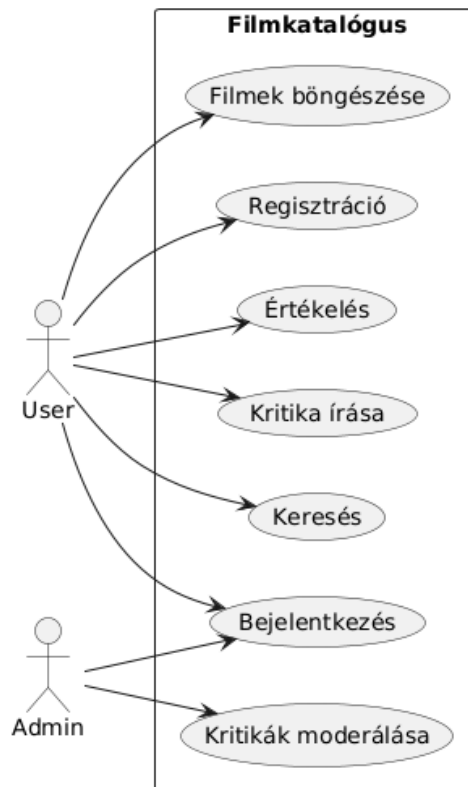 Filmkatalógus
Filmek böngészése
Regisztráció
Értékelés
User
Kritika írása
Keresés
Bejelentkezés
Admin
Kritikák moderálása